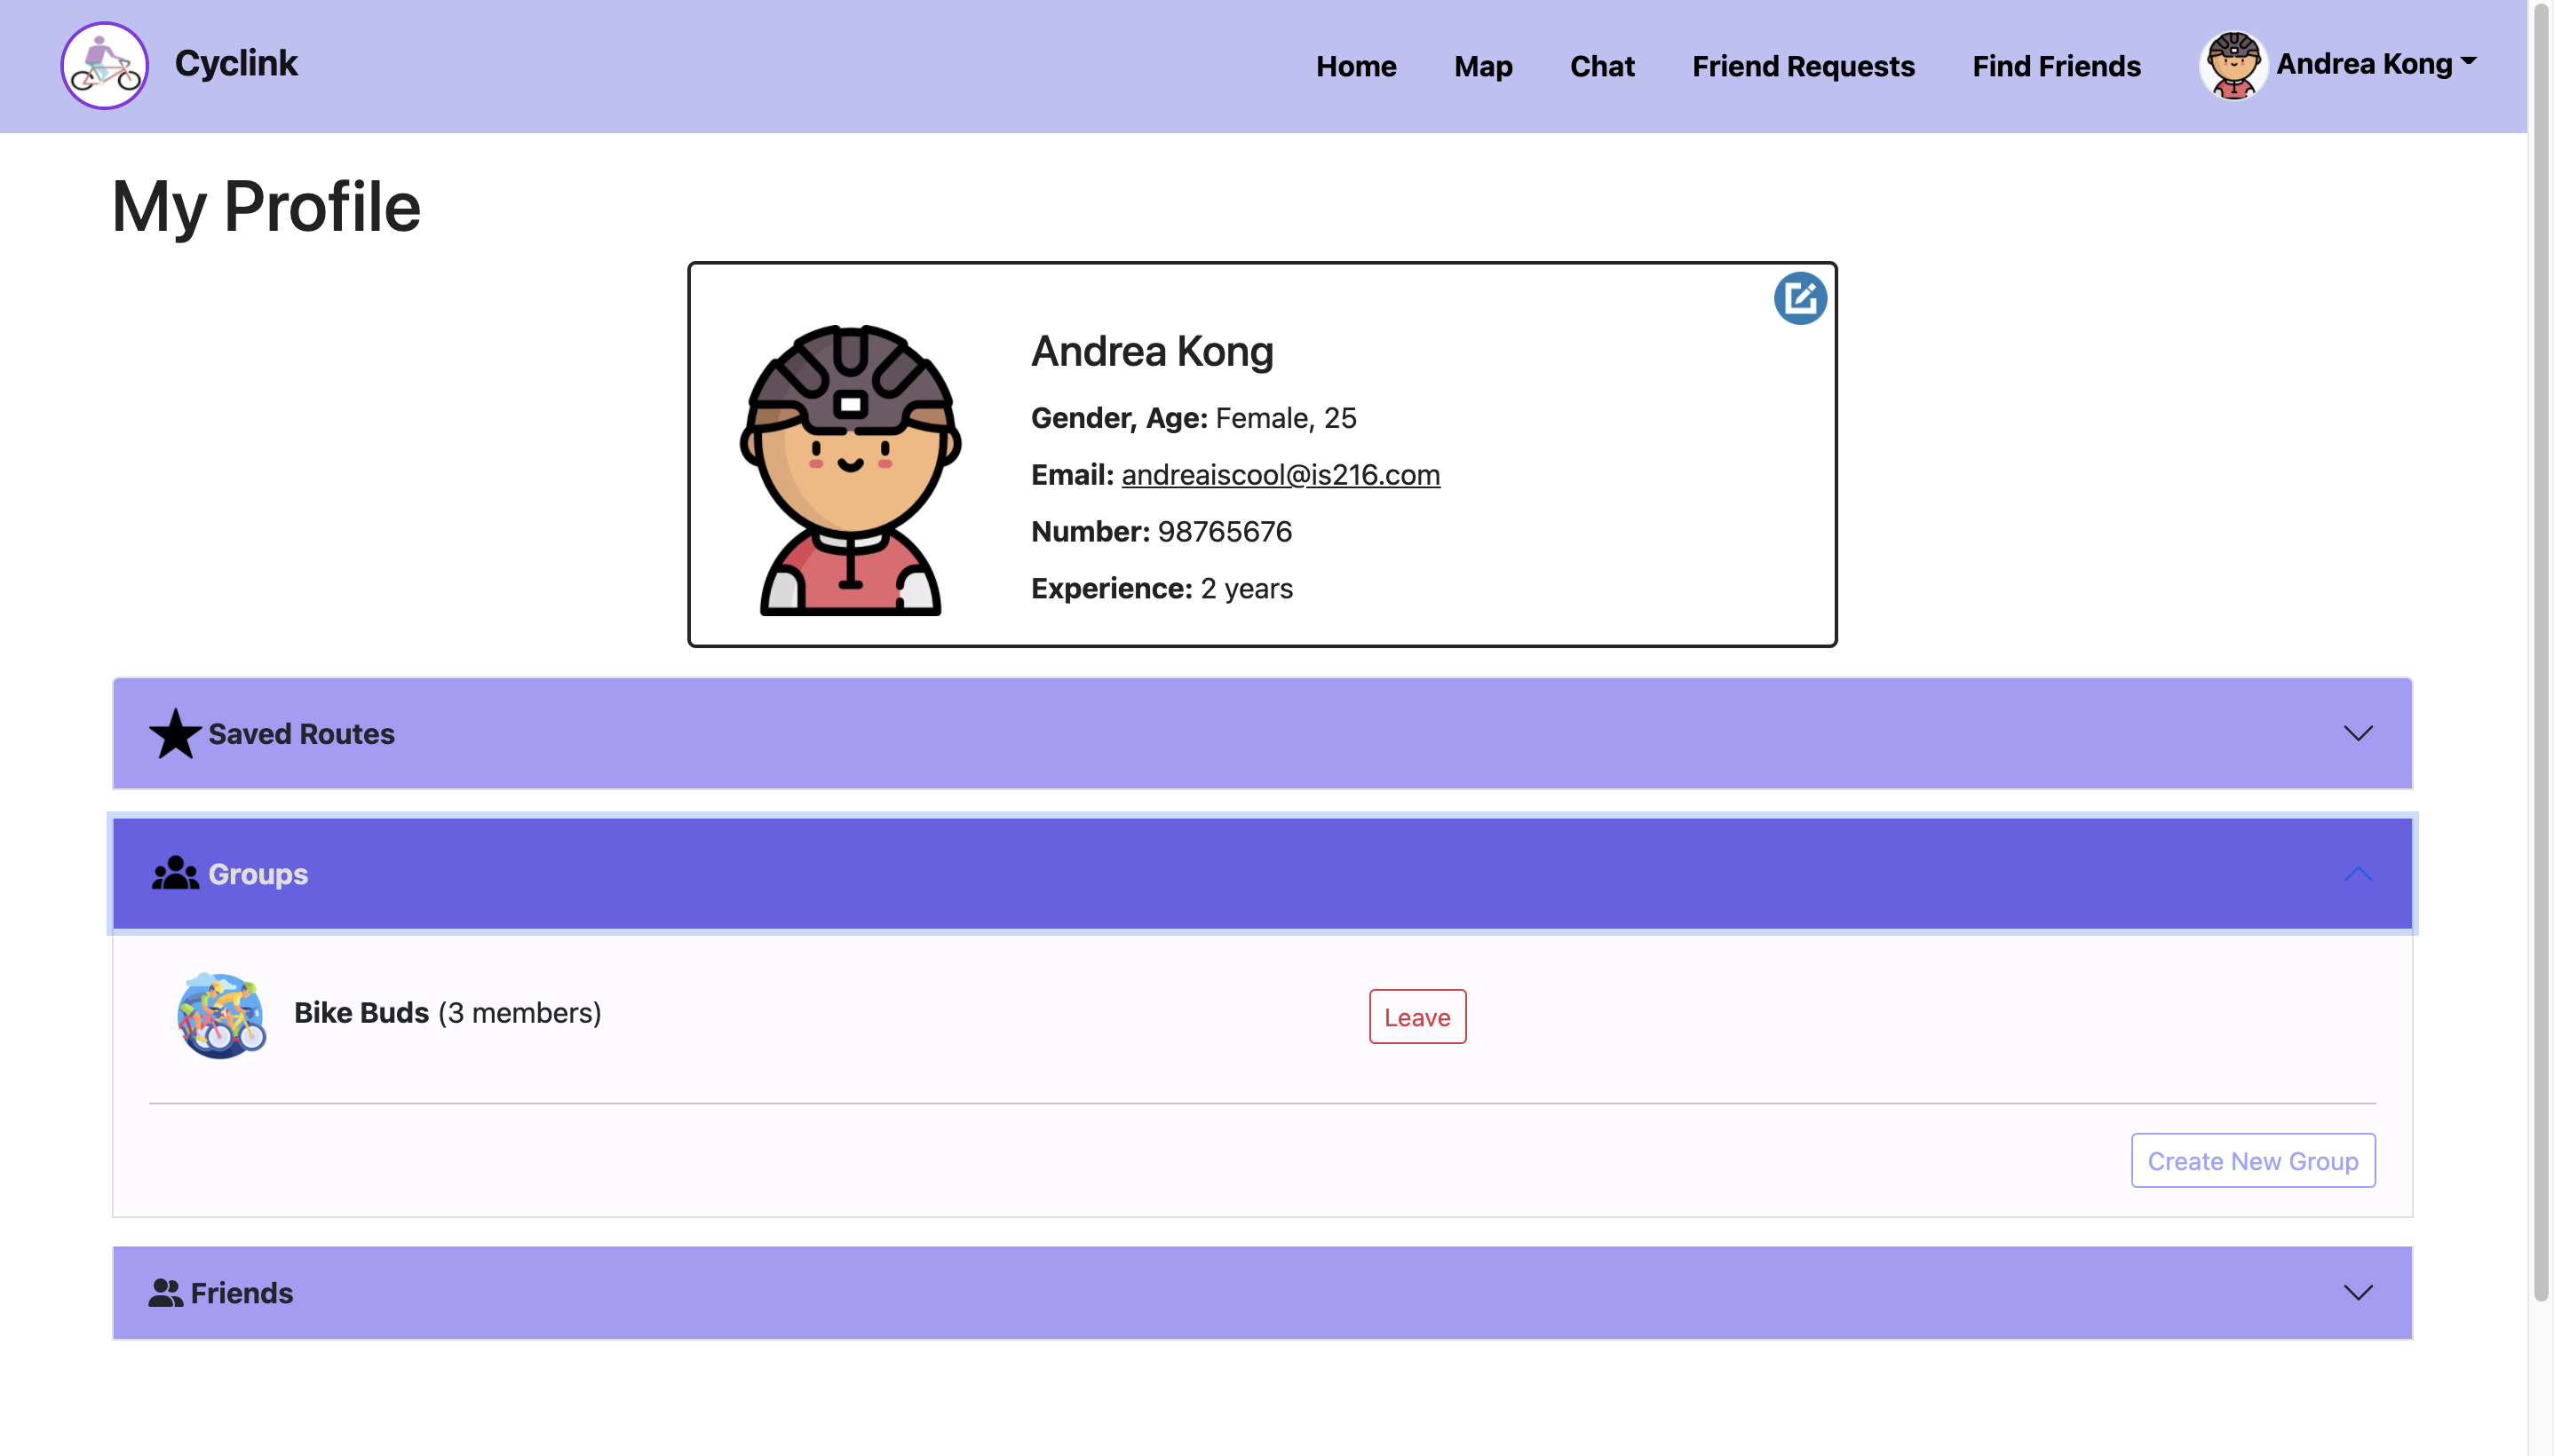 Cyclink
Home Map Chat Friend Requests Find Friends Andrea Kong
My Profile
Andrea Kong
Gender, Age: Female, 25
Email: andreaiscool@is216.com
Number: 98765676
Experience: 2 years
Saved Routes
Groups
Bike Buds (3 members) Leave
Create New Group
Friends